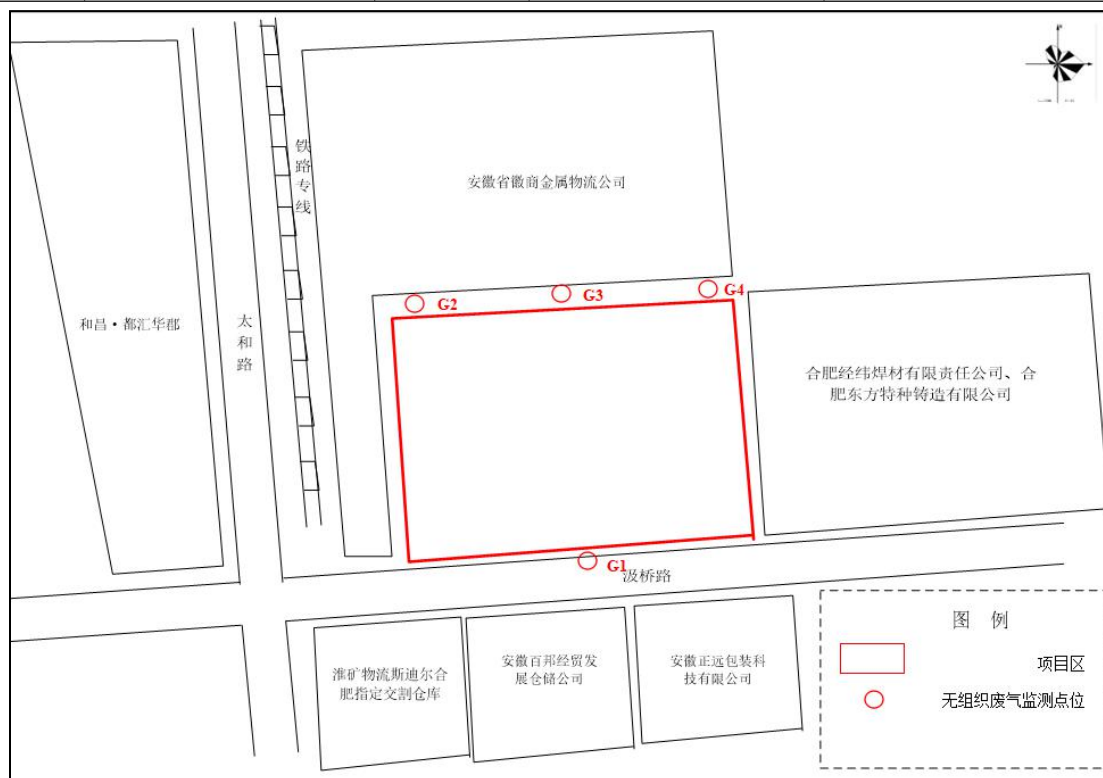 铁路专线
安徽省徽商金属物流公司
G2
G3
G4
和昌·都汇华郡
太和路
合肥经纬焊材有限责任公司、合
肥东方特种铸造有限公司
G1
汲桥路
淮矿物流斯迪尔合
肥指定交割仓库
安徽百邦经贸发
展仓储公司
安徽正远包装科
技有限公司
图 例
项目区
无组织废气监测点位